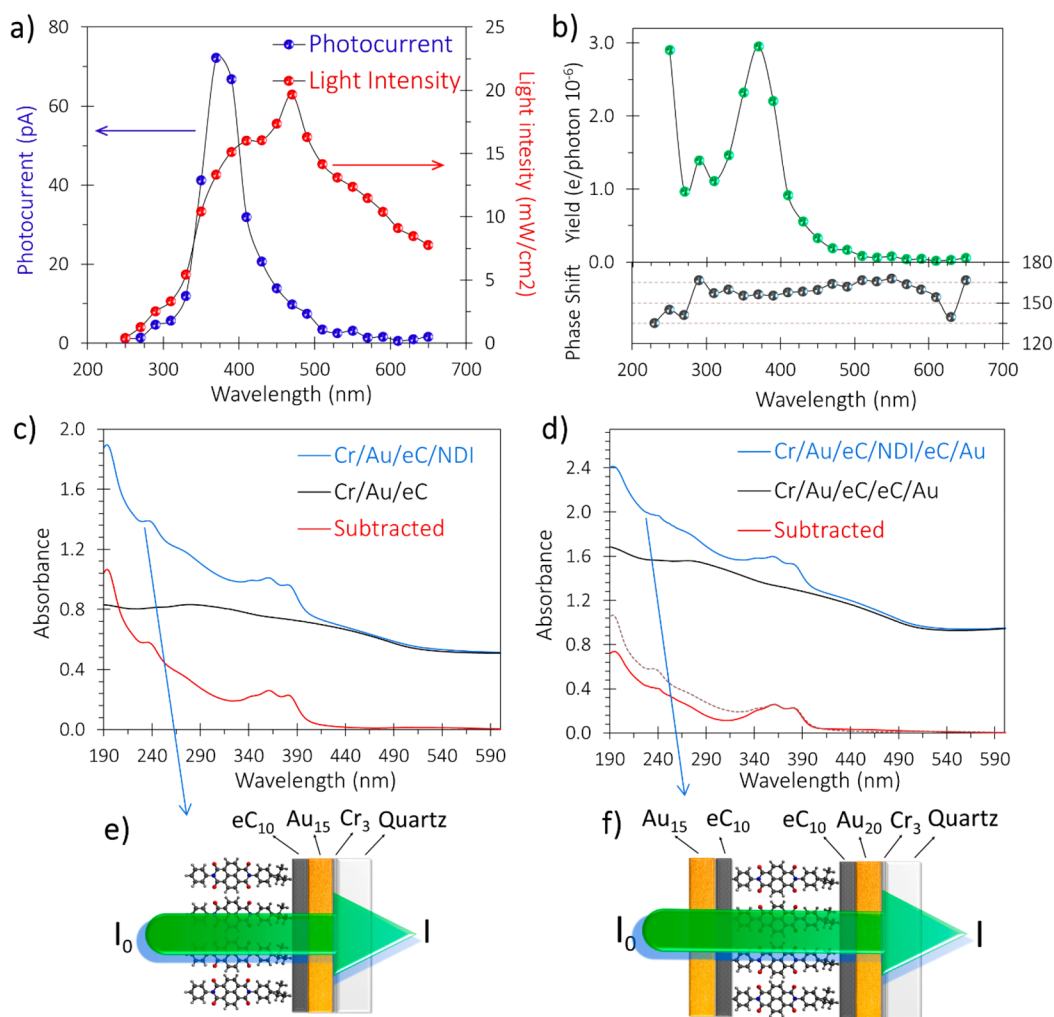 a)
80
60
40
20
0
Photocurrent (pA)
Photocurrent
Light Intensity
25
20
15
10
5
0
Light intesity (mW/cm2)
200 300 400 500 600 700
Wavelength (nm)
b)
3.0
2.0
1.0
0.0
Yield (e/photon 10-6)
180
150
120
Phase Shift
200 300 400 500 600 700
Wavelength (nm)
c)
2.0
1.6
1.2
0.8
0.4
0.0
Absorbance
Cr/Au/eC/NDI
Cr/Au/eC
Subtracted
190 240 290 340 390 440 490 540 590
Wavelength (nm)
d)
2.4
2.0
1.6
1.2
0.8
0.4
0.0
Absorbance
Cr/Au/eC/NDI/eC/Au
Cr/Au/eC/eC/Au
Subtracted
190 240 290 340 390 440 490 540 590
Wavelength (nm)
e)
eC10 Au15 Cr3 Quartz
I0
I
f)
Au15 eC10 eC10 Au20 Cr3 Quartz
I0
I